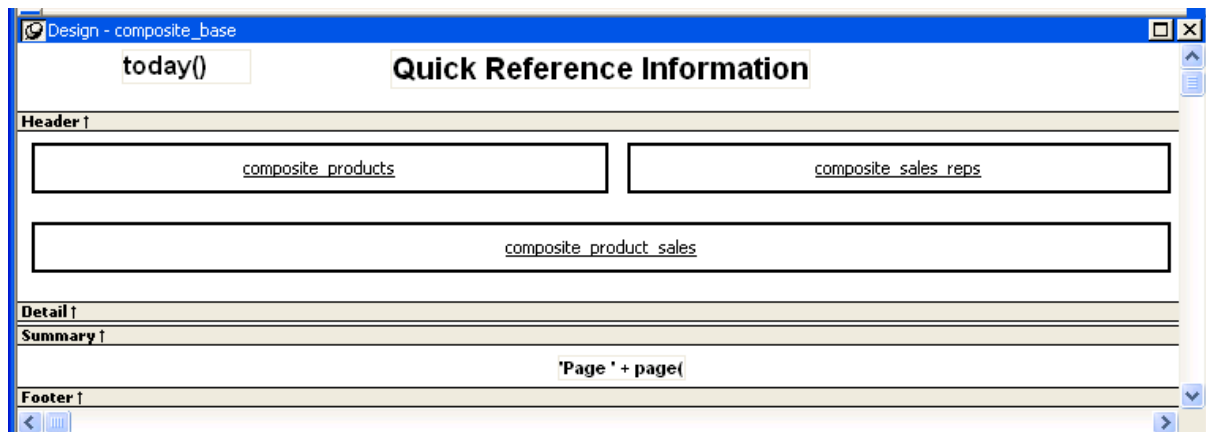 Design - composite_base
today() Quick Reference Information
Header ↑
composite_products composite_sales_reps
composite_product_sales
Detail ↑
Summary ↑
'Page ' + page(
Footer ↑